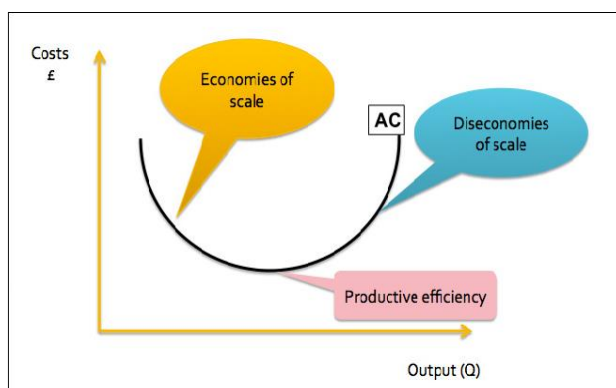 Costs
£
Economies of
scale
AC
Diseconomies
of scale
Productive efficiency
Output (Q)